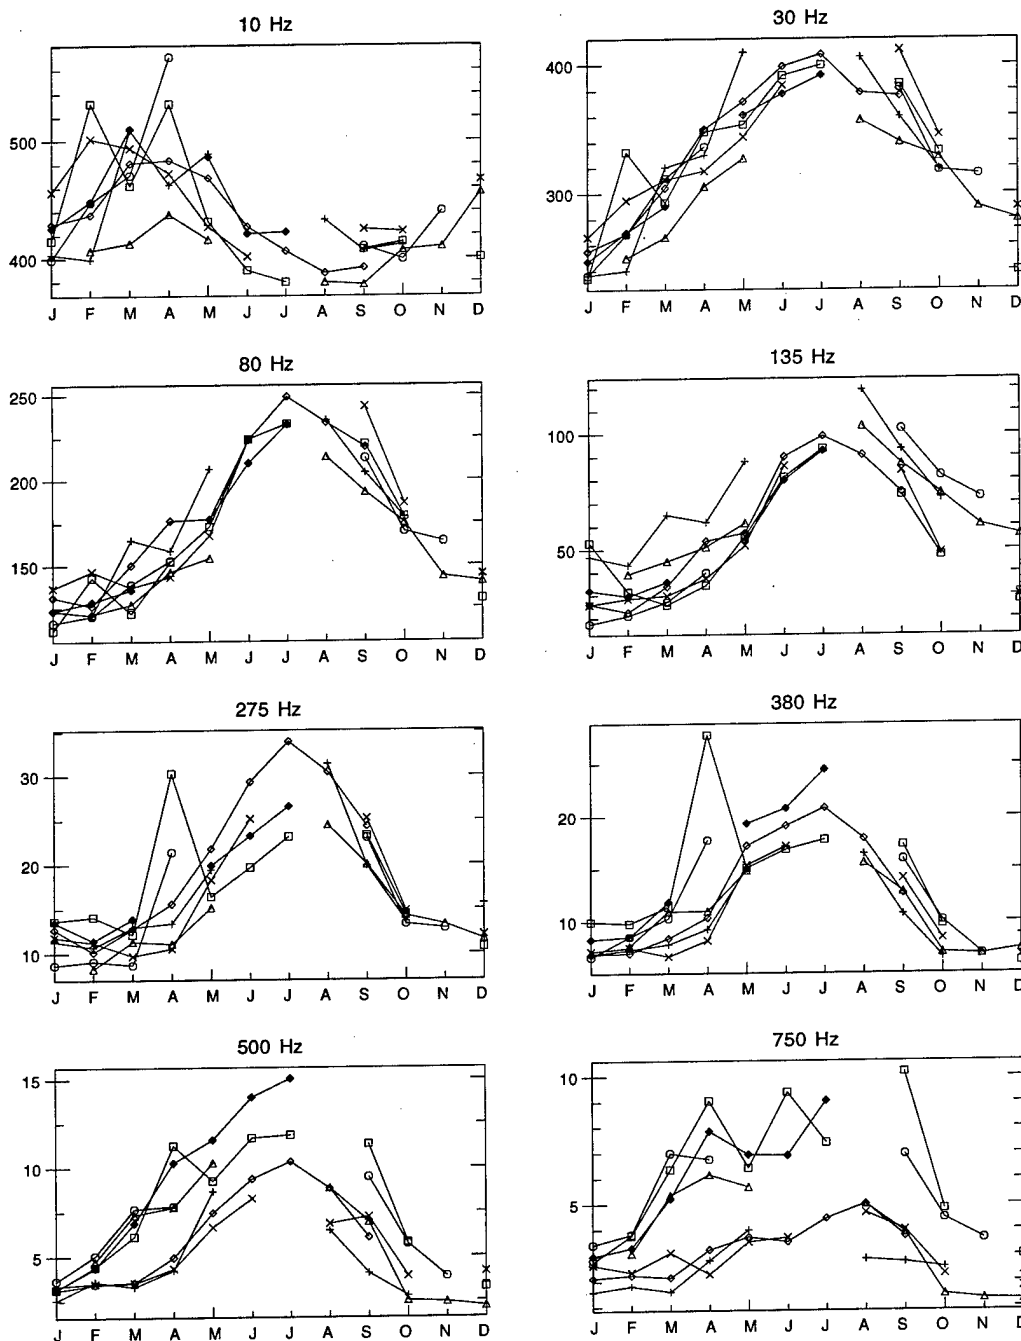 10 Hz
30 Hz
500
400
J F M A M J J A S O D
400
300
J F M A M J J A S O D
80 Hz
135 Hz
250
200
150
J F M A M J J A S O N D
100
50
J F M A M J J A S O N D
275 Hz
380 Hz
30
20
10
J F M A M J J A S O N D
20
10
J F M A M J J A S O N D
500 Hz
750 Hz
15
10
5
J F M A M J J A S O N D
10
5
J F M A M J J A S O N D